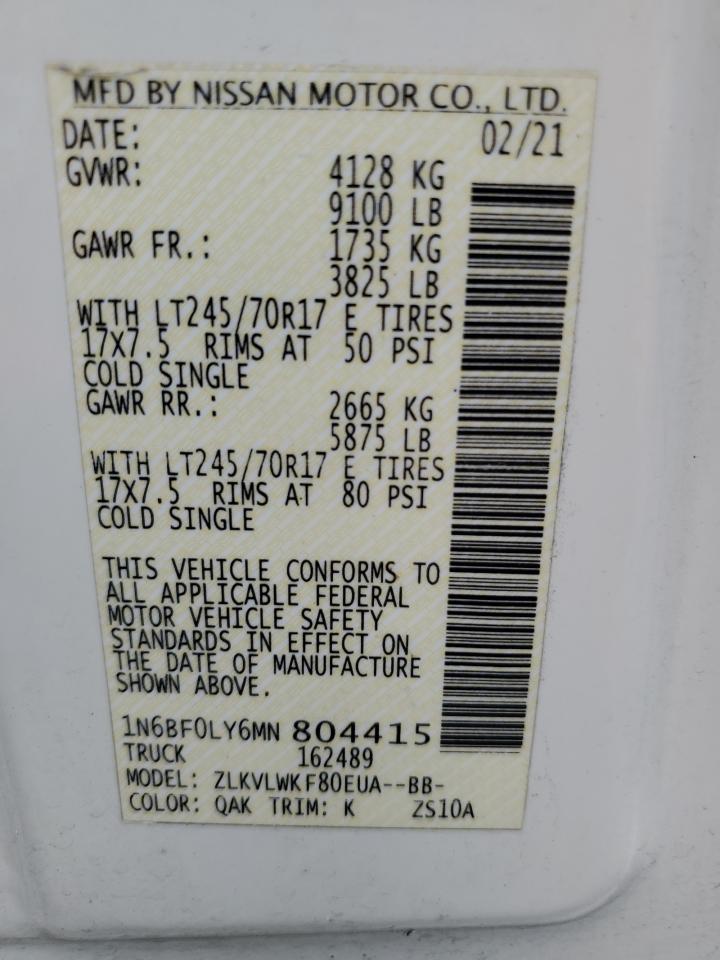 MFD BY NISSAN MOTOR CO., LTD.
DATE: 02/21
GVWR: 4128 KG
9100 LB
GAWR FR.: 1735 KG
3825 LB
WITH LT245/70R17 E TIRES
17X7.5 RIMS AT 50 PSI
COLD SINGLE
GAWR RR.: 2665 KG
5875 LB
WITH LT245/70R17 E TIRES
17X7.5 RIMS AT 80 PSI
COLD SINGLE
THIS VEHICLE CONFORMS TO
ALL APPLICABLE FEDERAL
MOTOR VEHICLE SAFETY
STANDARDS IN EFFECT ON
THE DATE OF MANUFACTURE
SHOWN ABOVE.
1N6BF0LY6MN 804415
TRUCK 162489
MODEL: ZLKVLWKF80EUA--BB-
COLOR: QAK TRIM: K ZS10A